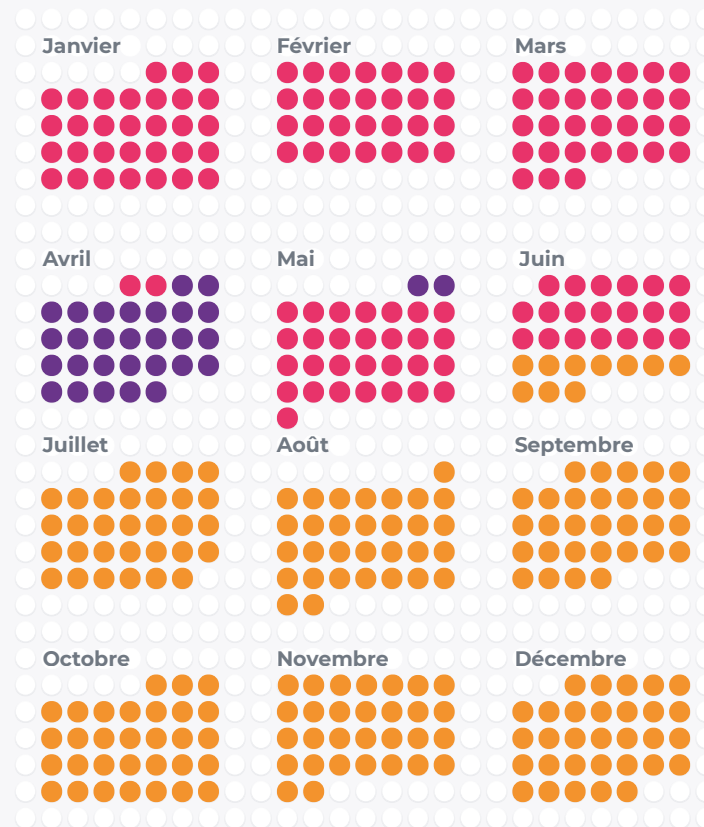 Janvier
Février
Mars
Avril
Mai
Juin
Juillet
Août
Septembre
Octobre
Novembre
Décembre